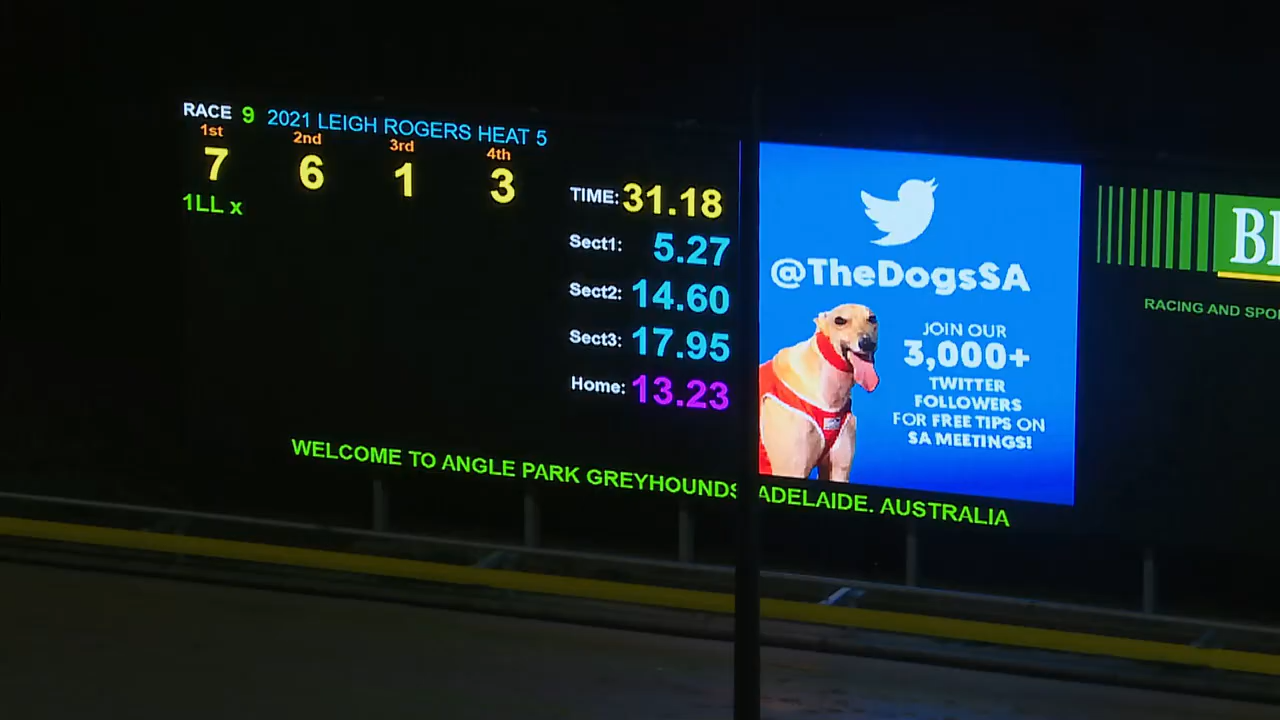 RACE 9 2021 LEIGH ROGERS HEAT 5
1st 2nd 3rd 4th
7 6 1 3
1LL x
TIME: 31.18
Sect1: 5.27
Sect2: 14.60
Sect3: 17.95
Home: 13.23
@TheDogsSA
JOIN OUR
3,000+
TWITTER
FOLLOWERS
FOR FREE TIPS ON
SA MEETINGS!
RACING AND
WELCOME TO ANGLE PARK GREYHOUNDS ADELAIDE. AUSTRALIA